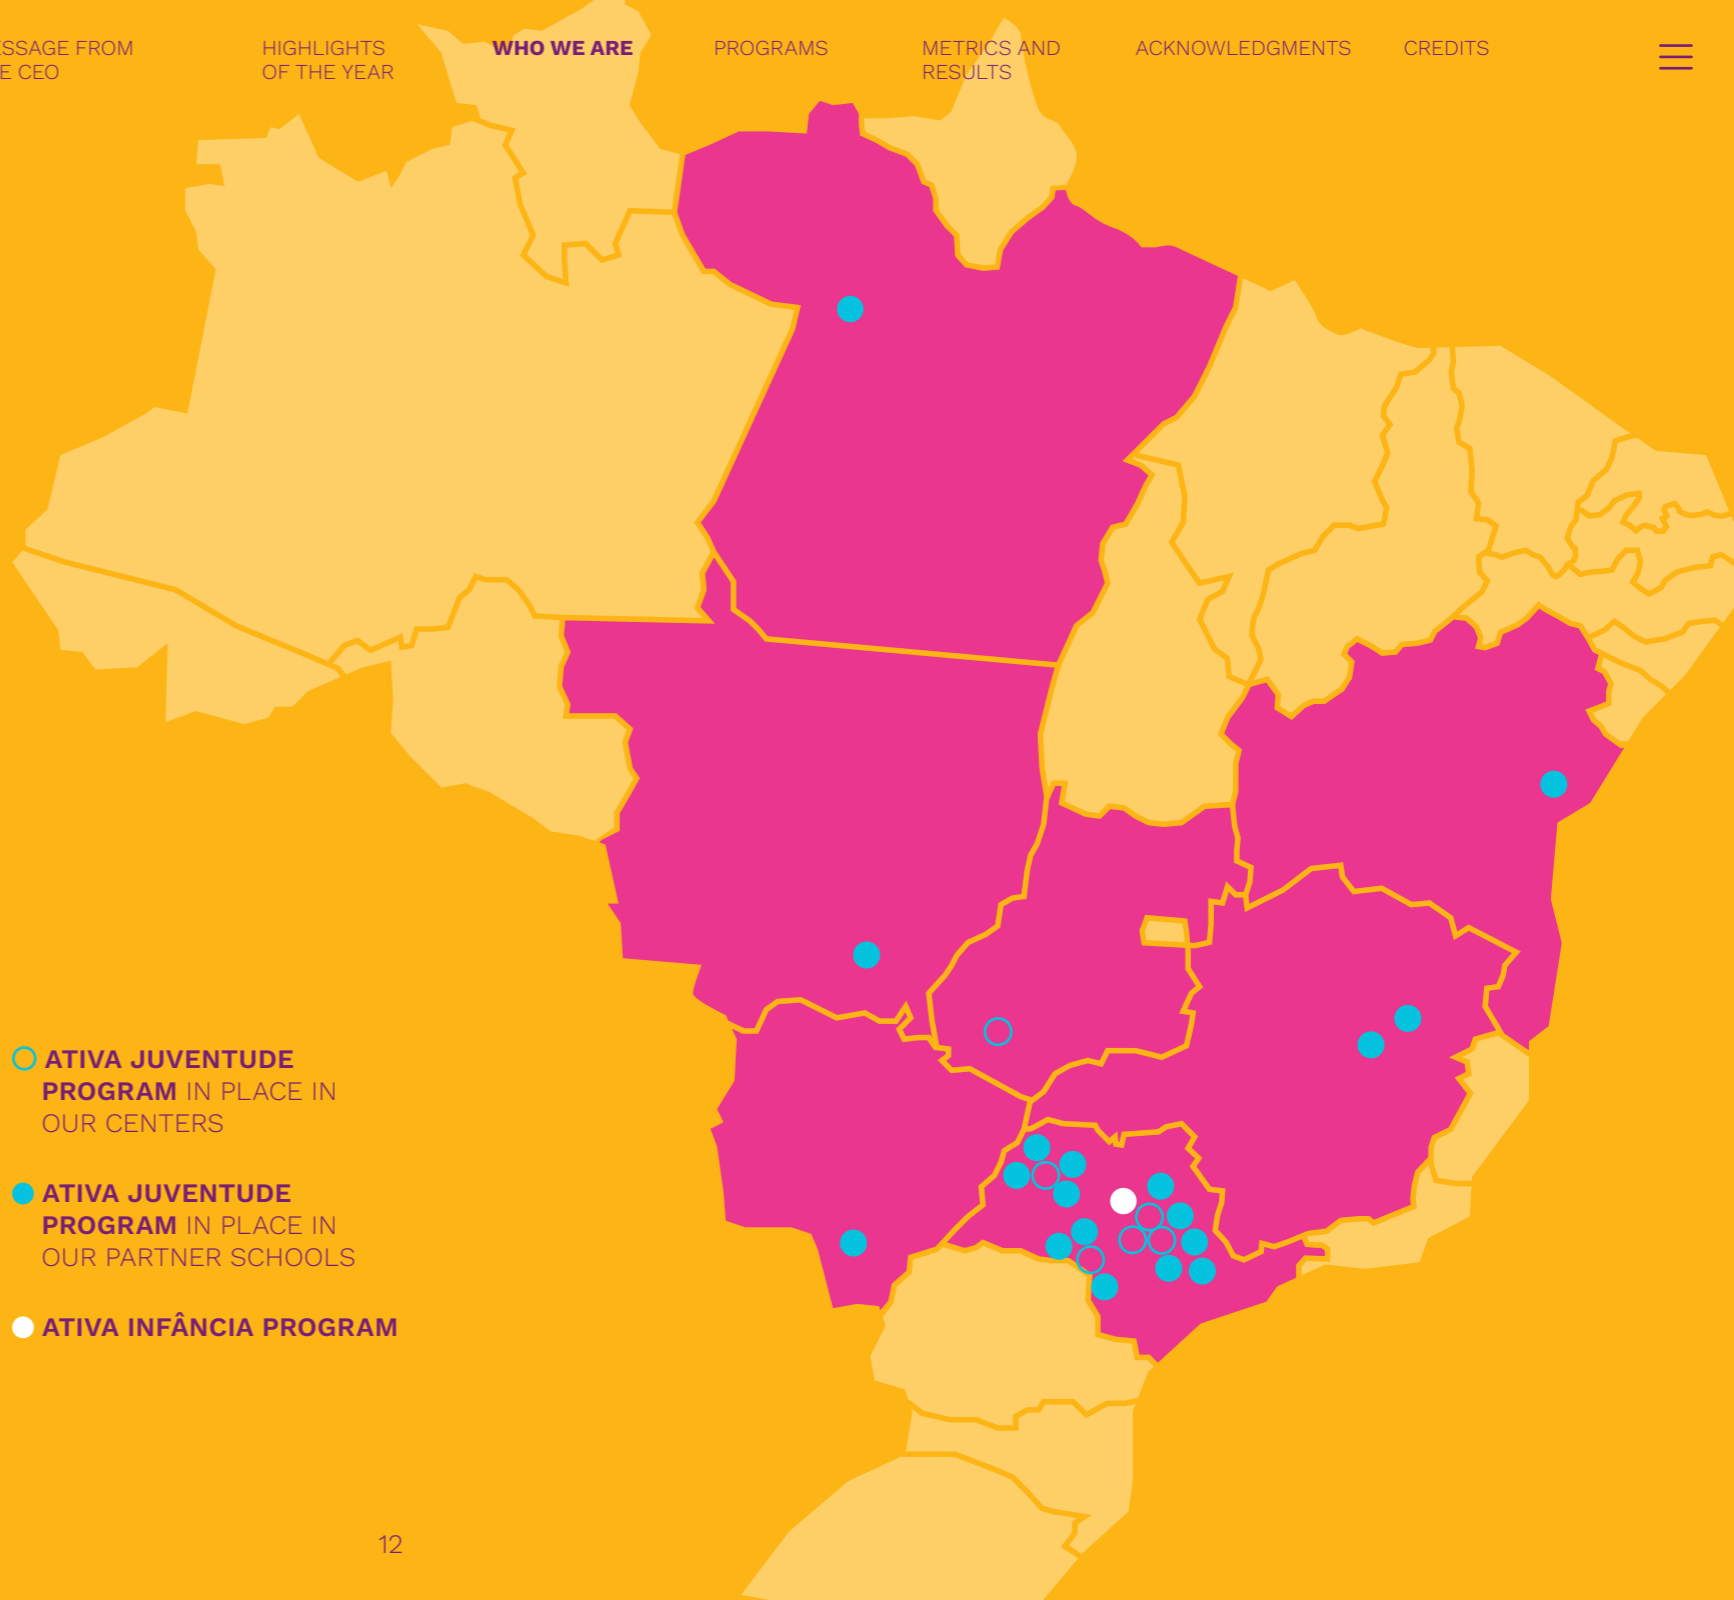 SSAGE FROM
E CEO
HIGHLIGHTS
OF THE YEAR
WHO WE ARE
PROGRAMS
METRICS AND
RESULTS
ACKNOWLEDGMENTS
CREDITS
ATIVA JUVENTUDE
PROGRAM IN PLACE IN
OUR CENTERS
ATIVA JUVENTUDE
PROGRAM IN PLACE IN
OUR PARTNER SCHOOLS
ATIVA INFÂNCIA PROGRAM
12